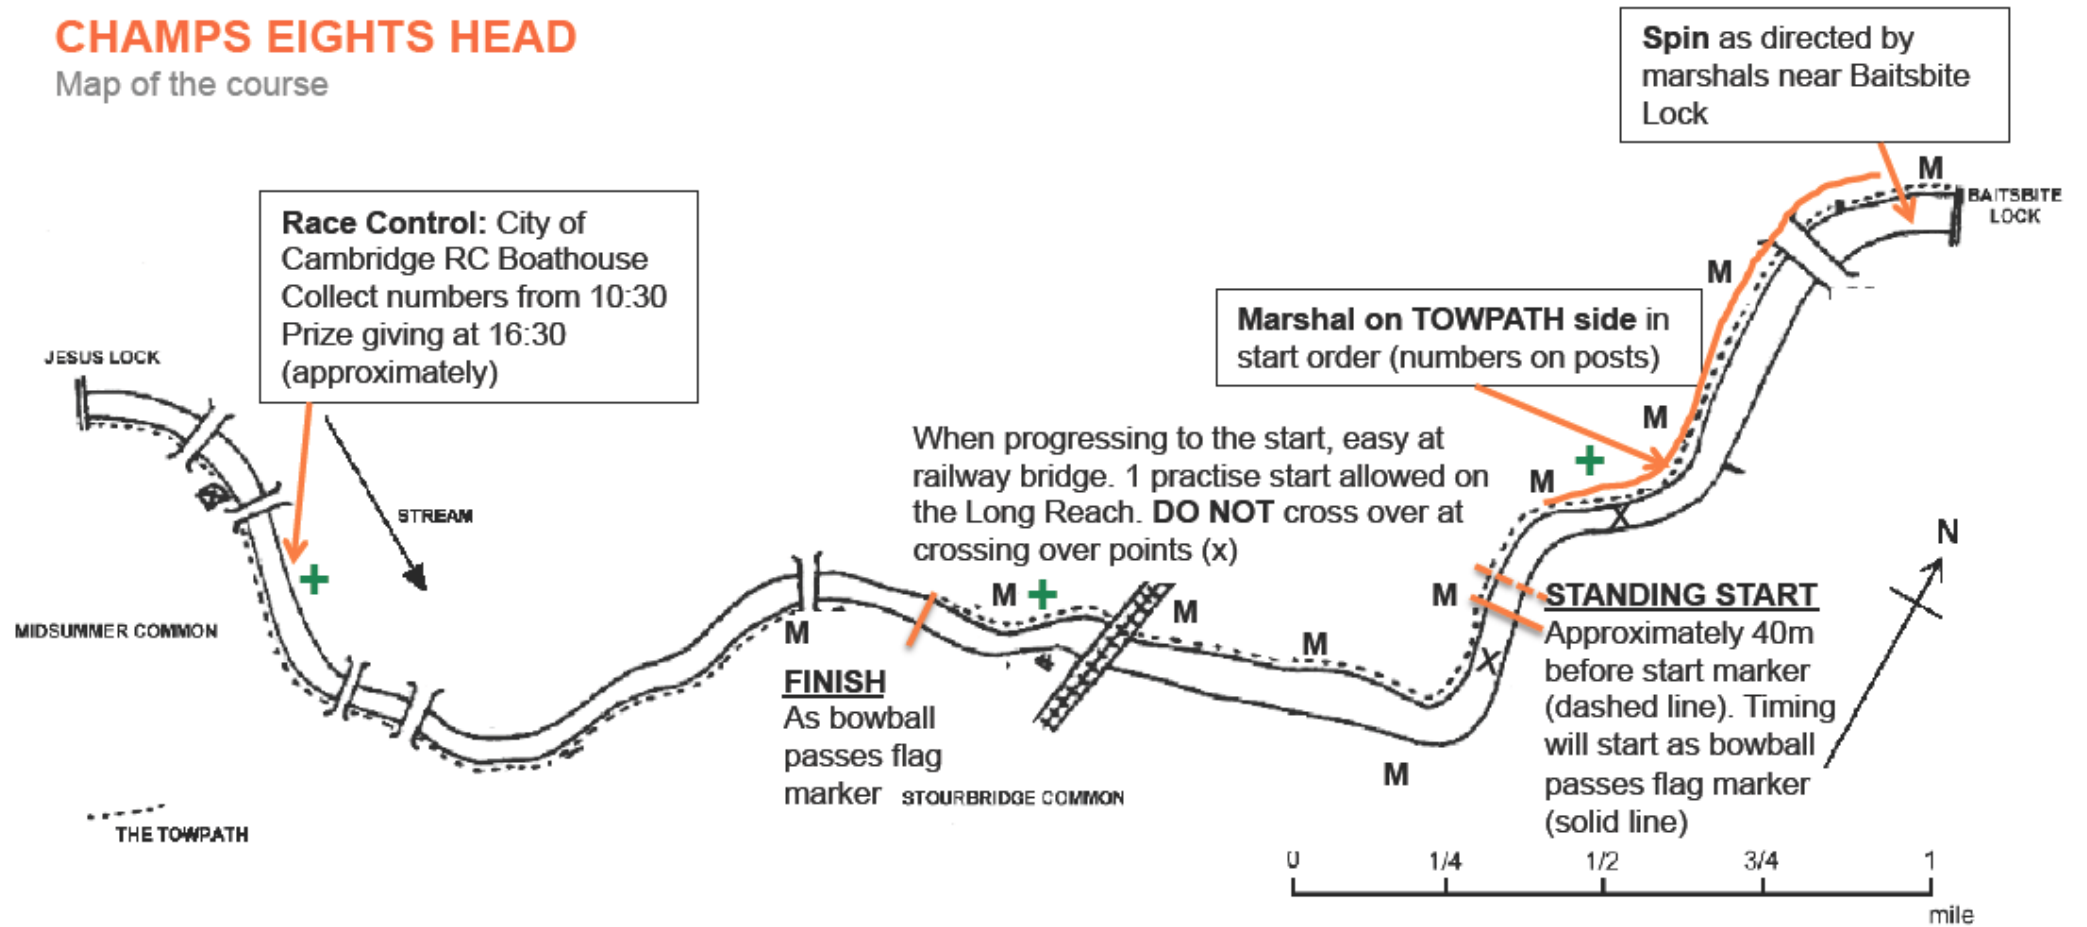 CHAMPS EIGHTS HEAD
Map of the course
Spin as directed by
marshals near Baitsbite
Lock
M
BAITSBITE
LOCK
Race Control: City of
Cambridge RC Boathouse
Collect numbers from 10:30
Prize giving at 16:30
(approximately)
M
Marshal on TOWPATH side in
start order (numbers on posts)
JESUS LOCK
M
When progressing to the start, easy at
railway bridge. 1 practise start allowed on
the Long Reach. DO NOT cross over at
crossing over points (x)
M
STREAM
X
N
M
M
M
STANDING START
Approximately 40m
before start marker
(dashed line). Timing
will start as bowball
passes flag marker
(solid line)
MIDSUMMER COMMON
M
M
X
FINISH
As bowball
passes flag
marker
STOURBRIDGE COMMON
M
THE TOWPATH
0 1/4 1/2 3/4 1
mile